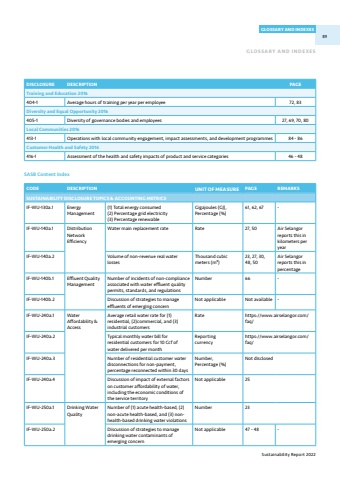 GLOSSARY AND INDEXES
89
GLOSSARY AND INDEXES
DISCLOSURE DESCRIPTION PAGE
Training and Education 2016
404-1 Average hours of training per year per employee 72, 83
Diversity and Equal Opportunity 2016
405-1 Diversity of governance bodies and employees 27, 69, 70, 80
Local Communities 2016
413-1 Operations with local community engagement, impact assessments, and development programmes 84 - 86
Customer Health and Safety 2016
416-1 Assessment of the health and safety impacts of product and service categories 46 - 48
SASB Content Index
CODE DESCRIPTION UNIT OF MEASURE PAGE REMARKS
SUSTAINABILITY DISCLOSURE TOPICS & ACCOUNTING METRICS
IF-WU-130a.1 Energy (1) Total energy consumed Gigajoules (GJ), 61, 62, 67 -
Management (2) Percentage grid electricity Percentage (%)
(3) Percentage renewable
IF-WU-140a.1 Distribution Water main replacement rate Rate 27, 50 Air Selangor
Network reports this in
Efficiency kilometers per
year
IF-WU-140a.2 Volume of non-revenue real water Thousand cubic 23, 27, 30, Air Selangor
losses meters (m³) 48, 50 reports this in
percentage
IF-WU-140b.1 Effluent Quality Number of incidents of non-compliance Number 66 -
Management associated with water effluent quality
permits, standards, and regulations
IF-WU-140b.2 Discussion of strategies to manage Not applicable Not available -
effluents of emerging concern
IF-WU-240a.1 Water Average retail water rate for (1) Rate https://www.airselangor.com/
Affordability & residential, (2)commercial, and (3) faq/
Access industrial customers
IF-WU-240a.2 Typical monthly water bill for Reporting https://www.airselangor.com/
residential customers for 10 Ccf of currency faq/
water delivered per month
IF-WU-240a.3 Number of residential customer water Number, Not disclosed
disconnections for non-payment, Percentage (%)
percentage reconnected within 30 days
IF-WU-240a.4 Discussion of impact of external factors Not applicable 25
on customer affordability of water,
including the economic conditions of
the service territory
IF-WU-250a.1 Drinking Water Number of (1) acute health-based, (2) Number 23
Quality non-acute health-based, and (3) non-
health-based drinking water violations
IF-WU-250a.2 Discussion of strategies to manage Not applicable 47 - 48 -
drinking water contaminants of
emerging concern
Sustainability Report 2022